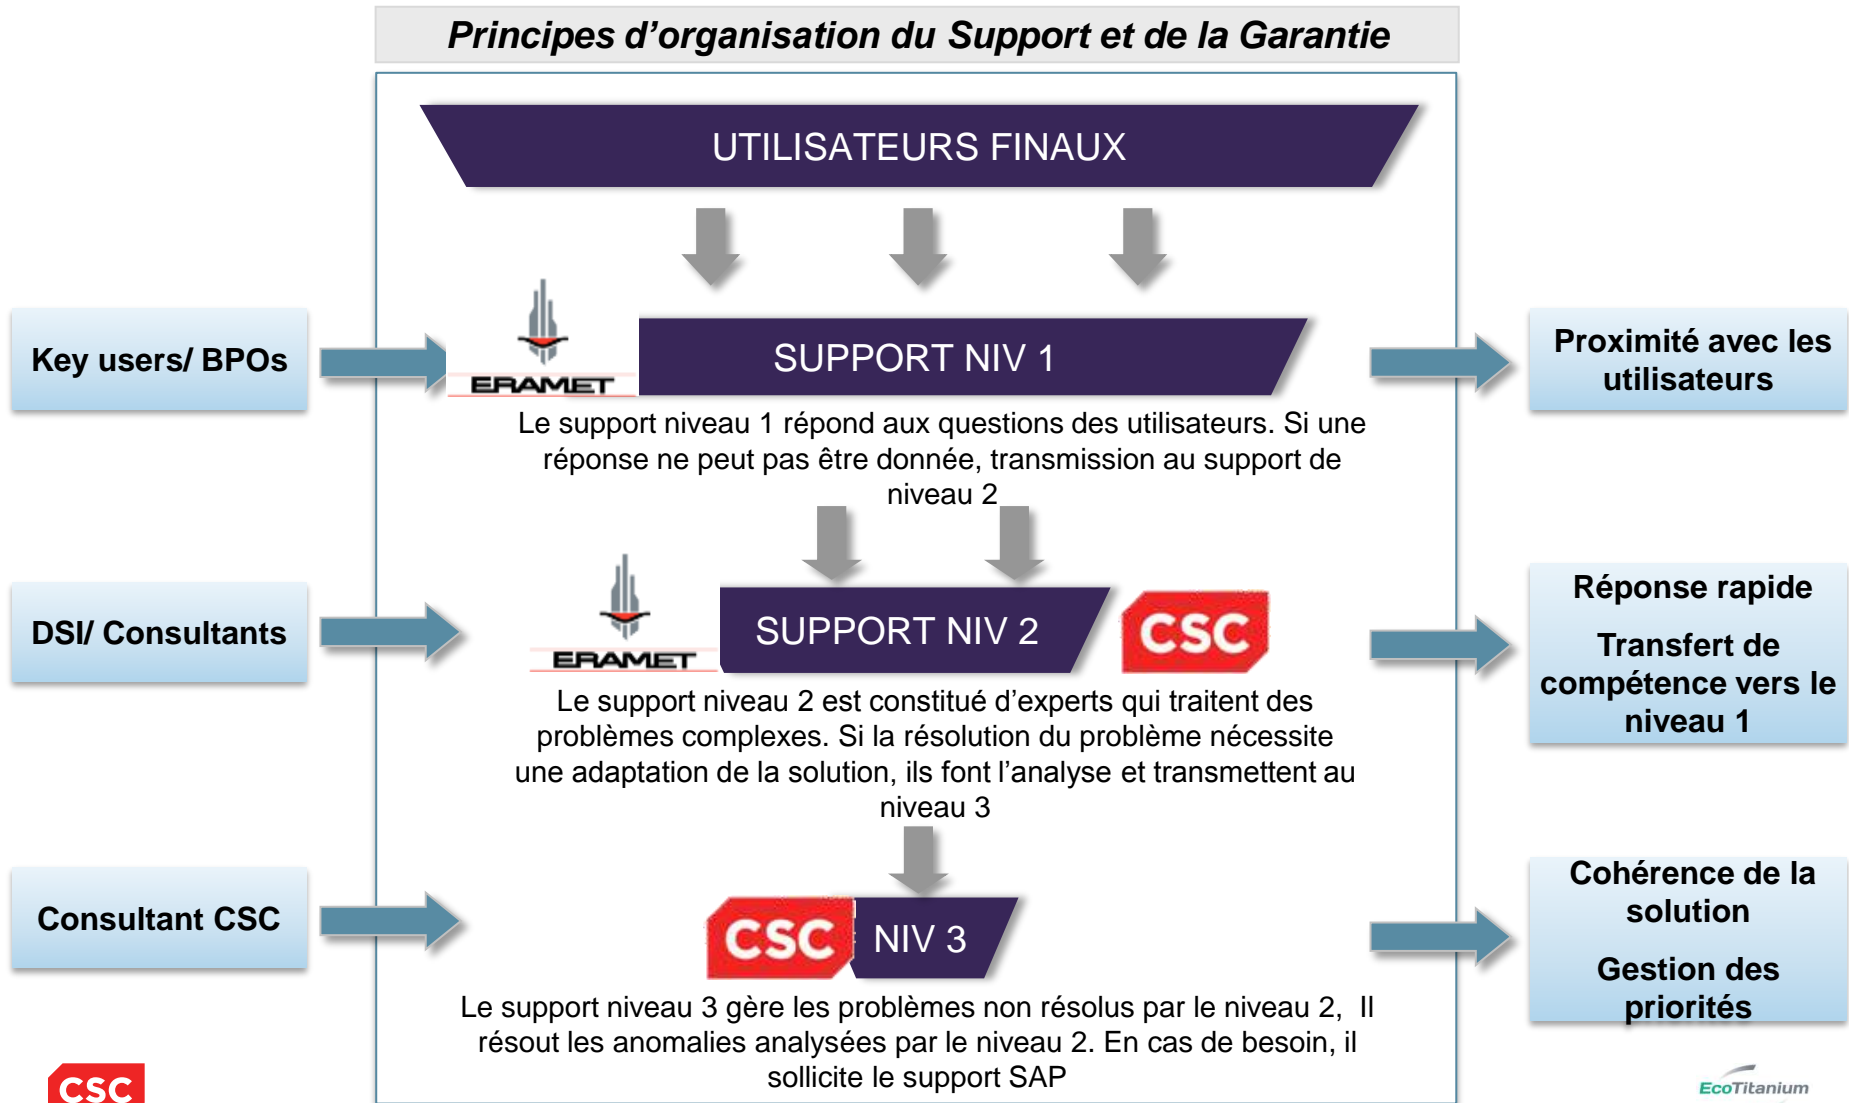 Principes d’organisation du Support et de la Garantie
UTILISATEURS FINAUX
Key users/ BPOs
ERAMET
SUPPORT NIV 1
Proximité avec les
utilisateurs
Le support niveau 1 répond aux questions des utilisateurs. Si une
réponse ne peut pas être donnée, transmission au support de
niveau 2
DSI/ Consultants
ERAMET
SUPPORT NIV 2
CSC
Réponse rapide
Transfert de
compétence vers le
niveau 1
Le support niveau 2 est constitué d’experts qui traitent des
problèmes complexes. Si la résolution du problème nécessite
une adaptation de la solution, ils font l’analyse et transmettent au
niveau 3
Consultant CSC
CSC
NIV 3
Cohérence de la
solution
Gestion des
priorités
Le support niveau 3 gère les problèmes non résolus par le niveau 2, Il
résout les anomalies analysées par le niveau 2. En cas de besoin, il
sollicite le support SAP
CSC
EcoTitanium